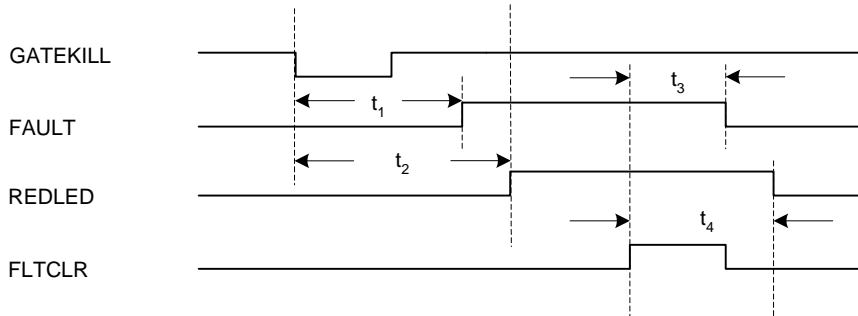 GATEKILL
t3
t1
FAULT
t2
REDLED
t4
FLTCLR